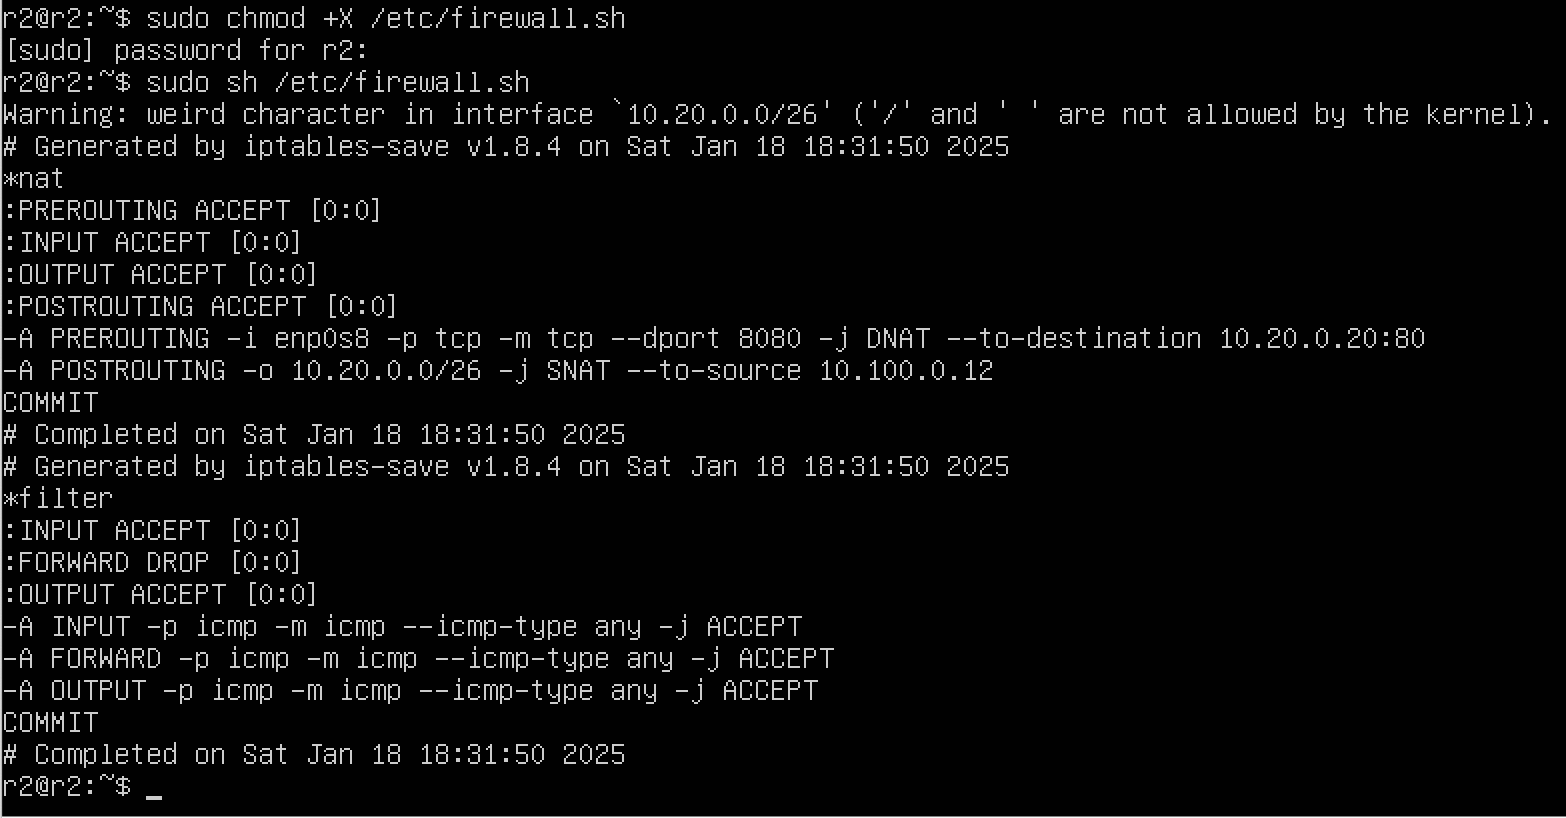 r2@r2:~$ sudo chmod +X /etc/firewall.sh
[sudo] password for r2:
r2@r2:~$ sudo sh /etc/firewall.sh
Warning: weird character in interface `10.20.0.0/26' ('/' and ' ' are not allowed by the kernel).
# Generated by iptables-save v1.8.4 on Sat Jan 18 18:31:50 2025
*nat
:PREROUTING ACCEPT [0:0]
:INPUT ACCEPT [0:0]
:OUTPUT ACCEPT [0:0]
:POSTROUTING ACCEPT [0:0]
-A PREROUTING -i enp0s8 -p tcp -m tcp --dport 8080 -j DNAT --to-destination 10.20.0.20:80
-A POSTROUTING -o 10.20.0.0/26 -j SNAT --to-source 10.100.0.12
COMMIT
# Completed on Sat Jan 18 18:31:50 2025
# Generated by iptables-save v1.8.4 on Sat Jan 18 18:31:50 2025
*filter
:INPUT ACCEPT [0:0]
:FORWARD DROP [0:0]
:OUTPUT ACCEPT [0:0]
-A INPUT -p icmp -m icmp --icmp-type any -j ACCEPT
-A FORWARD -p icmp -m icmp --icmp-type any -j ACCEPT
-A OUTPUT -p icmp -m icmp --icmp-type any -j ACCEPT
COMMIT
# Completed on Sat Jan 18 18:31:50 2025
r2@r2:~$ _